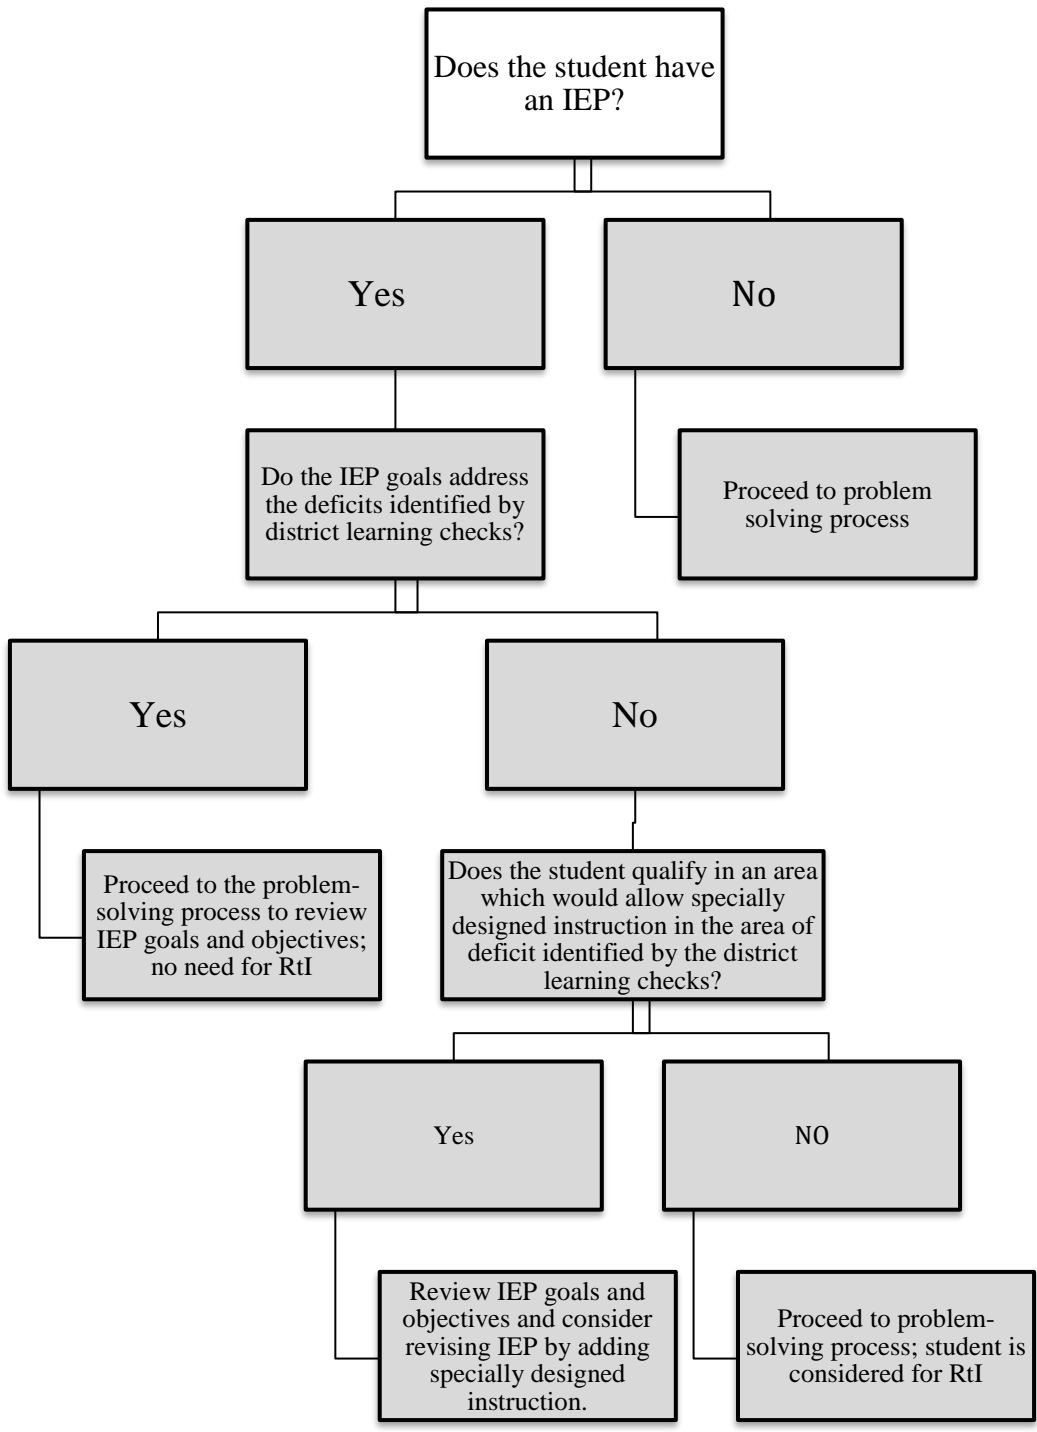 Does the student have
an IEP?
Yes
No
Do the IEP goals address
the deficits identified by
district learning checks?
Proceed to problem
solving process
Yes
No
Proceed to the problem-
solving process to review
IEP goals and objectives;
no need for RtI
Does the student qualify in an area
which would allow specially
designed instruction in the area of
deficit identified by the district
learning checks?
Yes
NO
Review IEP goals and
objectives and consider
revising IEP by adding
specially designed
instruction.
Proceed to problem-
solving process; student is
considered for RtI